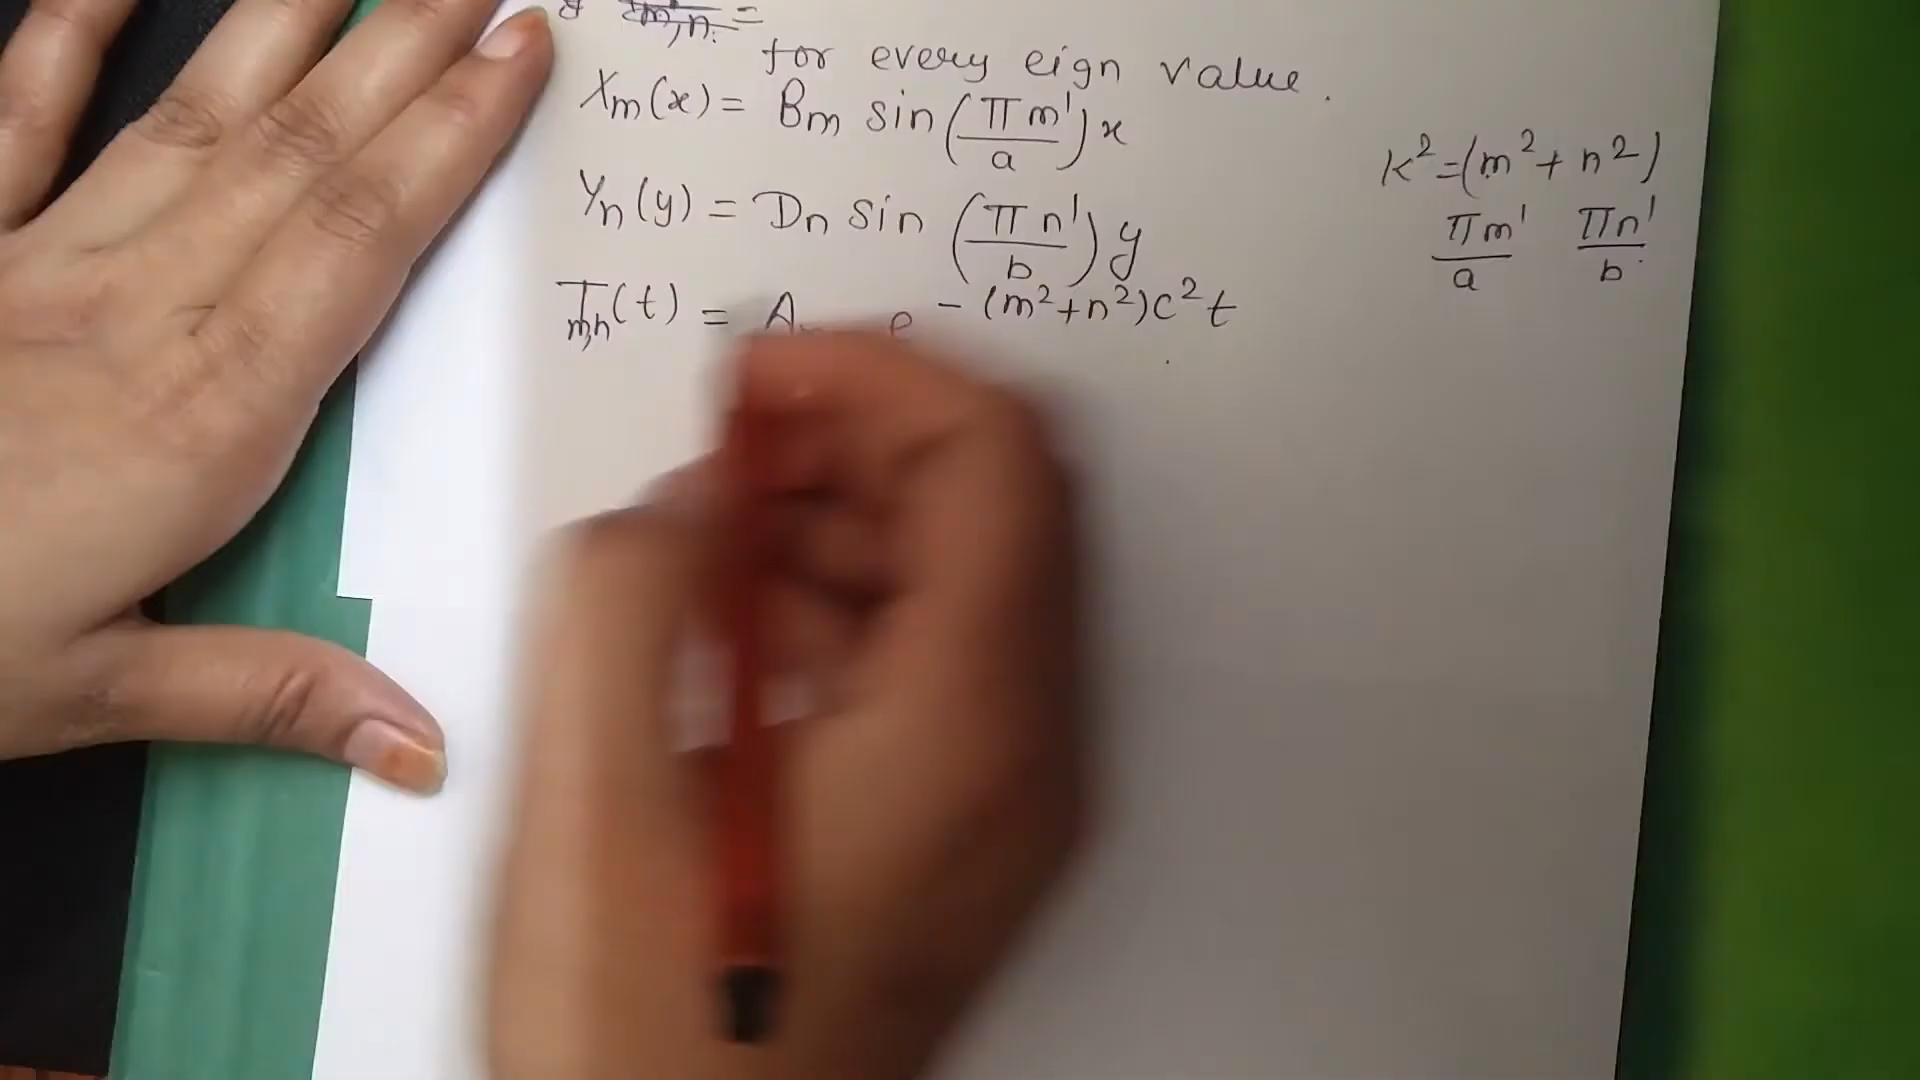 for every eign value.
Xm(x) = Bm sin(πm'/a)x
k²=(m²+n²)
Yn(y) = Dn sin(πn'/b)y
πm'/a πn'/b
Tm,n(t) = A e -(m²+n²)c²t